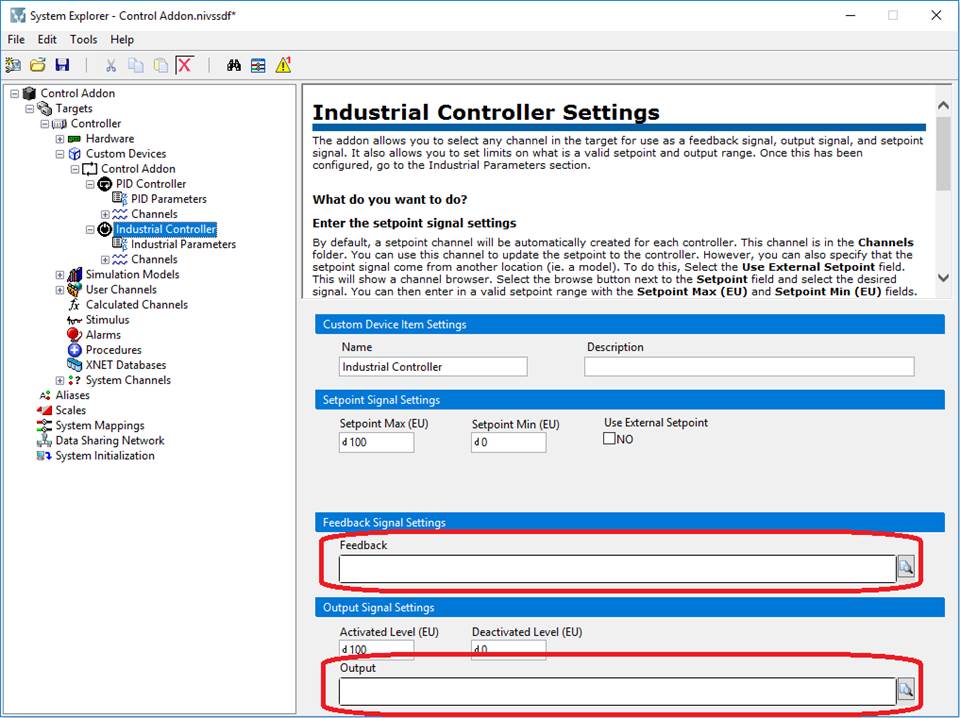 System Explorer - Control Addon.nivssdf*
File Edit Tools Help
Control Addon
Targets
Controller
Hardware
Custom Devices
Control Addon
PID Controller
PID Parameters
Channels
Industrial Controller
Industrial Parameters
Channels
Simulation Models
User Channels
Calculated Channels
Stimulus
Alarms
Procedures
XNET Databases
System Channels
Aliases
Scales
System Mappings
Data Sharing Network
System Initialization
Industrial Controller Settings
The addon allows you to select any channel in the target for use as a feedback signal, output signal, and setpoint
signal. It also allows you to set limits on what is a valid setpoint and output range. Once this has been
configured, go to the Industrial Parameters section.
What do you want to do?
Enter the setpoint signal settings
By default, a setpoint channel will be automatically created for each controller. This channel is in the Channels
folder. You can use this channel to update the setpoint to the controller. However, you can also specify that the
setpoint signal come from another location (ie. a model). To do this, Select the Use External Setpoint field.
This will show a channel browser. Select the browse button next to the Setpoint field and select the desired
signal. You can then enter in a valid setpoint range with the Setpoint Max (EU) and Setpoint Min (EU) fields.
Custom Device Item Settings
Name Description
Industrial Controller
Setpoint Signal Settings
Setpoint Max (EU) Setpoint Min (EU) Use External Setpoint
d 100 d 0 NO
Feedback Signal Settings
Feedback
Output Signal Settings
Activated Level (EU) Deactivated Level (EU)
d 100 d 0
Output